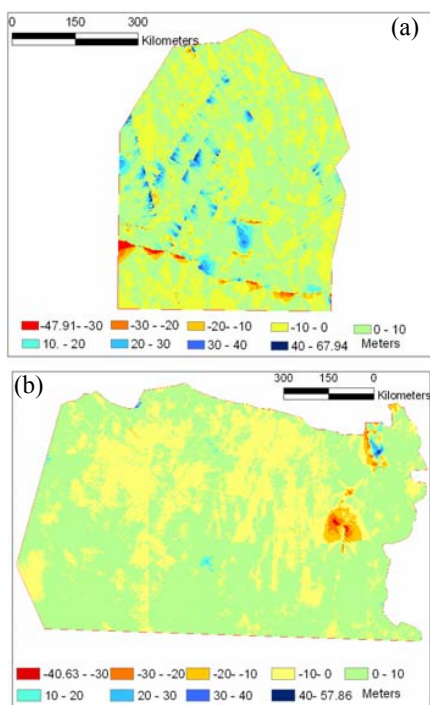 0 150 300
Kilometers
(a)
-47.91--30 -30 --20 -20 --10 -10 - 0 0 - 10
10. - 20 20 - 30 30 - 40 40 - 67.94 Meters
(b)
300 150 0
Kilometers
-40.63 -- 30 -30 - -20 -20-- 10 -10- 0 0 - 10
10 - 20 20 - 30 30 - 40 40- 57.86 Meters